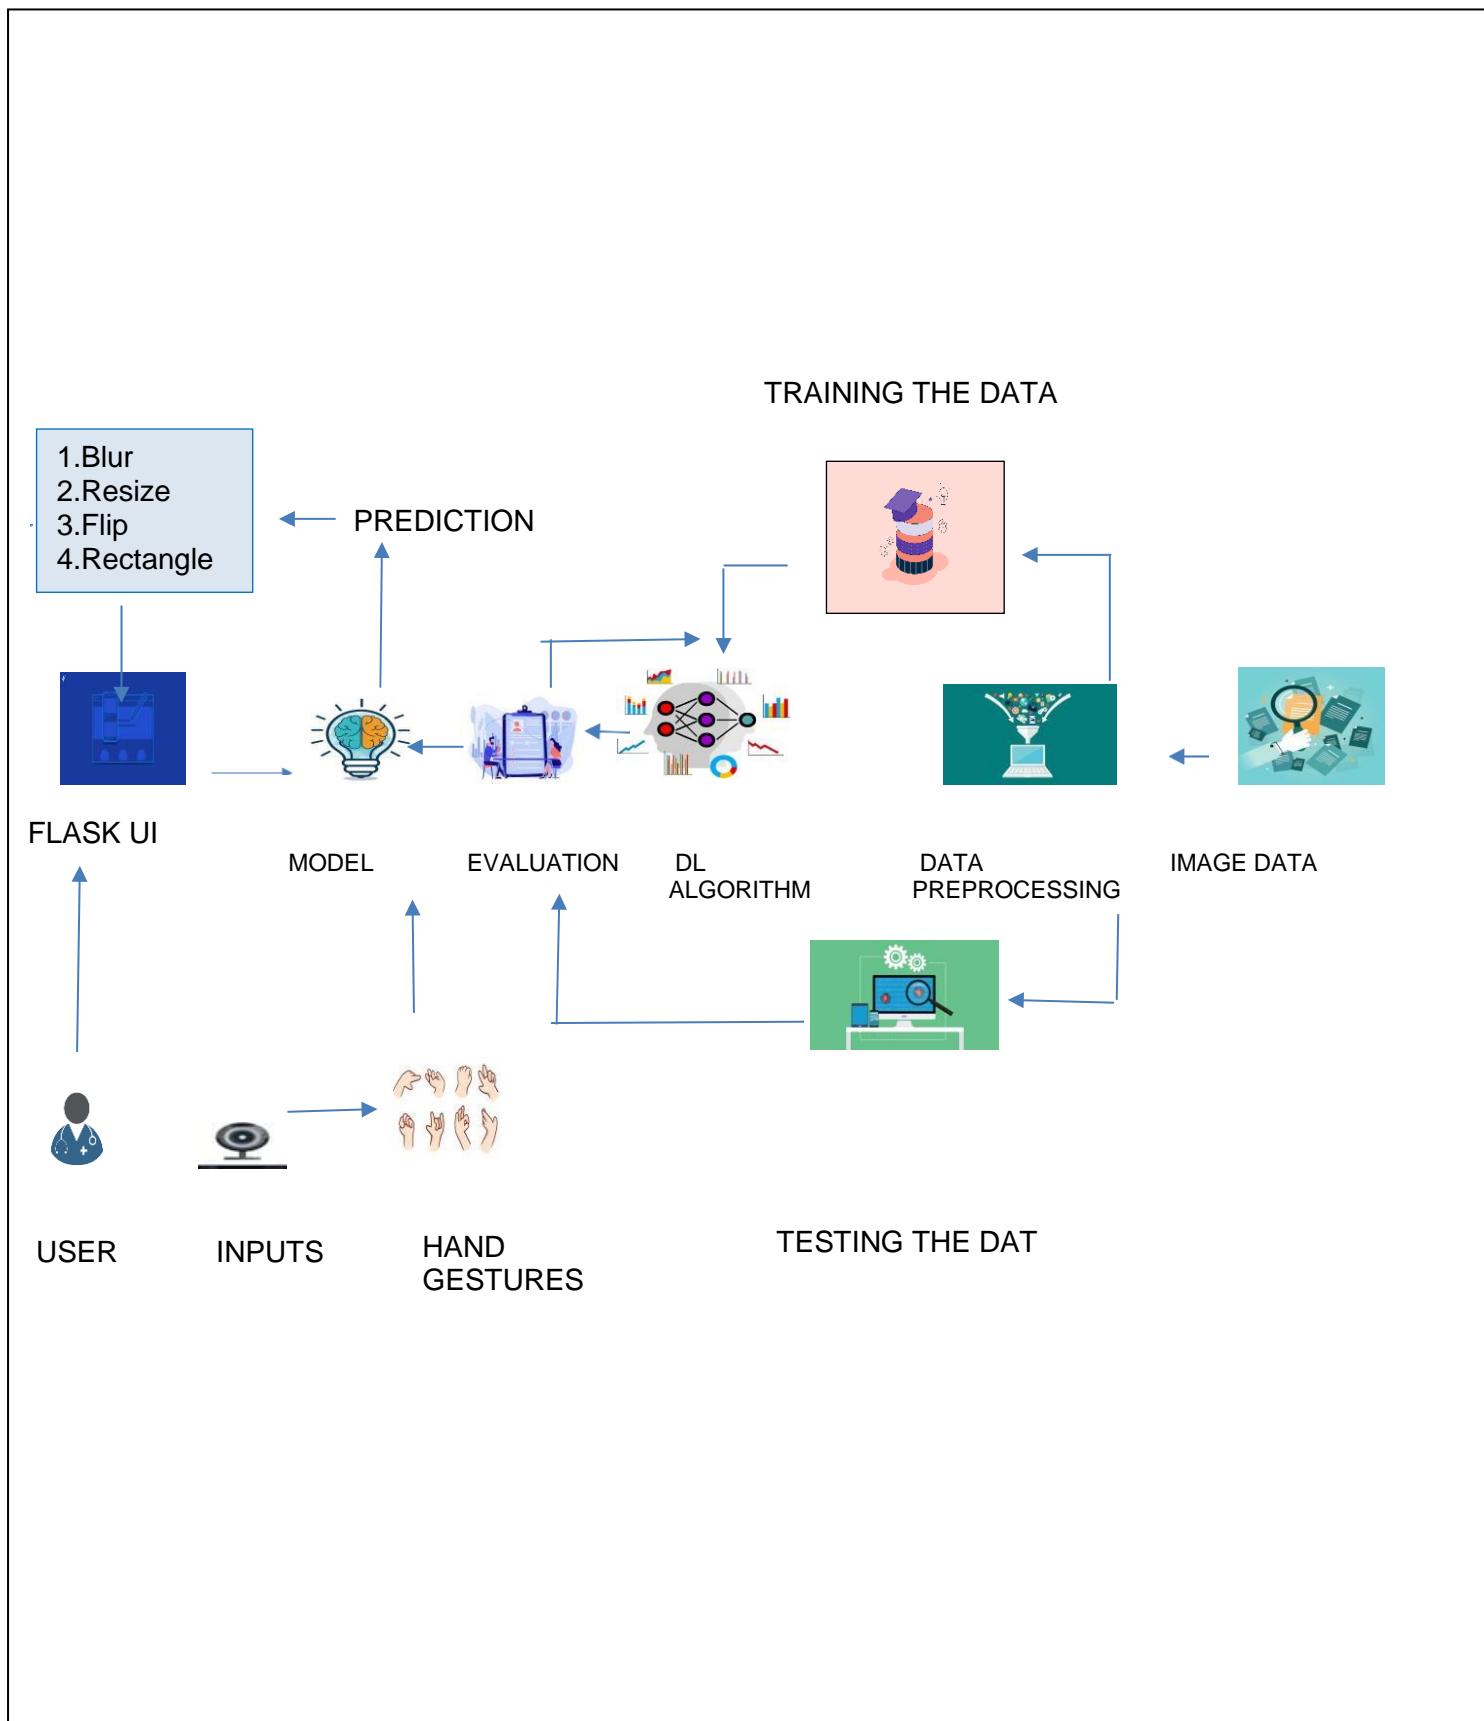 TRAINING THE DATA
1.Blur
2.Resize
3.Flip
4.Rectangle
PREDICTION
FLASK UI
MODEL
EVALUATION
DL
ALGORITHM
DATA
PREPROCESSING
IMAGE DATA
USER
INPUTS
HAND
GESTURES
TESTING THE DAT